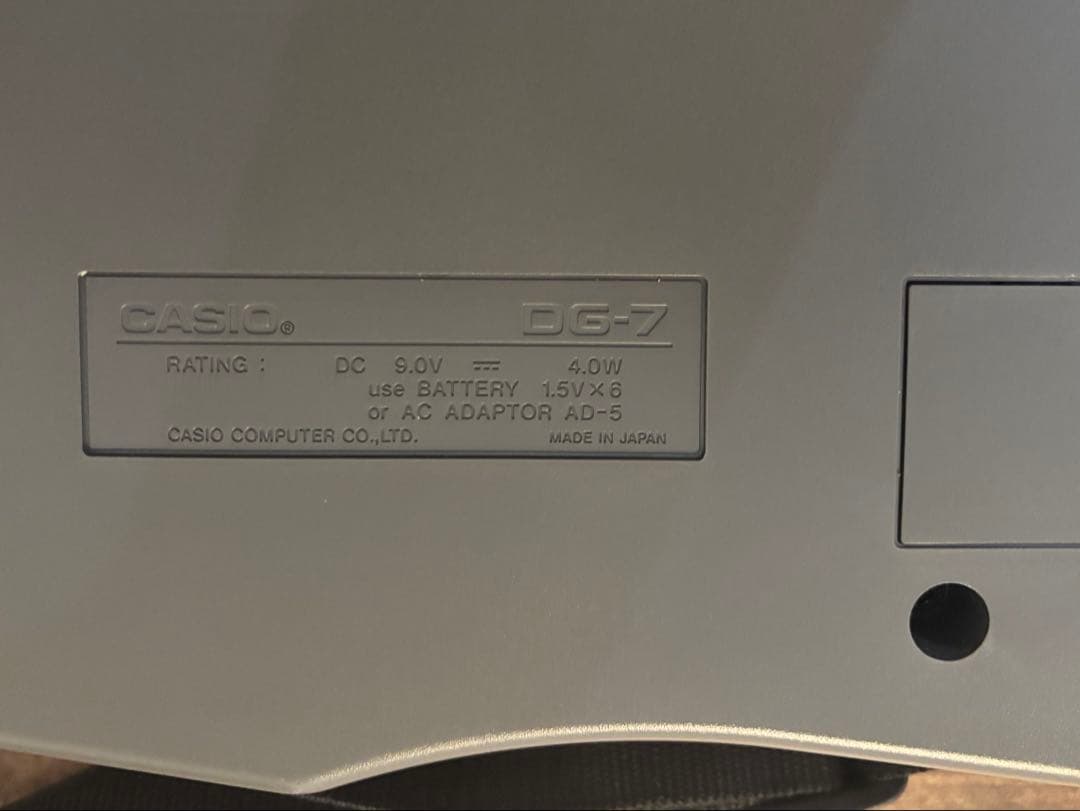 CASIO® DG-7
RATING : DC 9.0V ⎓ 4.0W
use BATTERY 1.5V×6
or AC ADAPTOR AD-5
CASIO COMPUTER CO.,LTD. MADE IN JAPAN